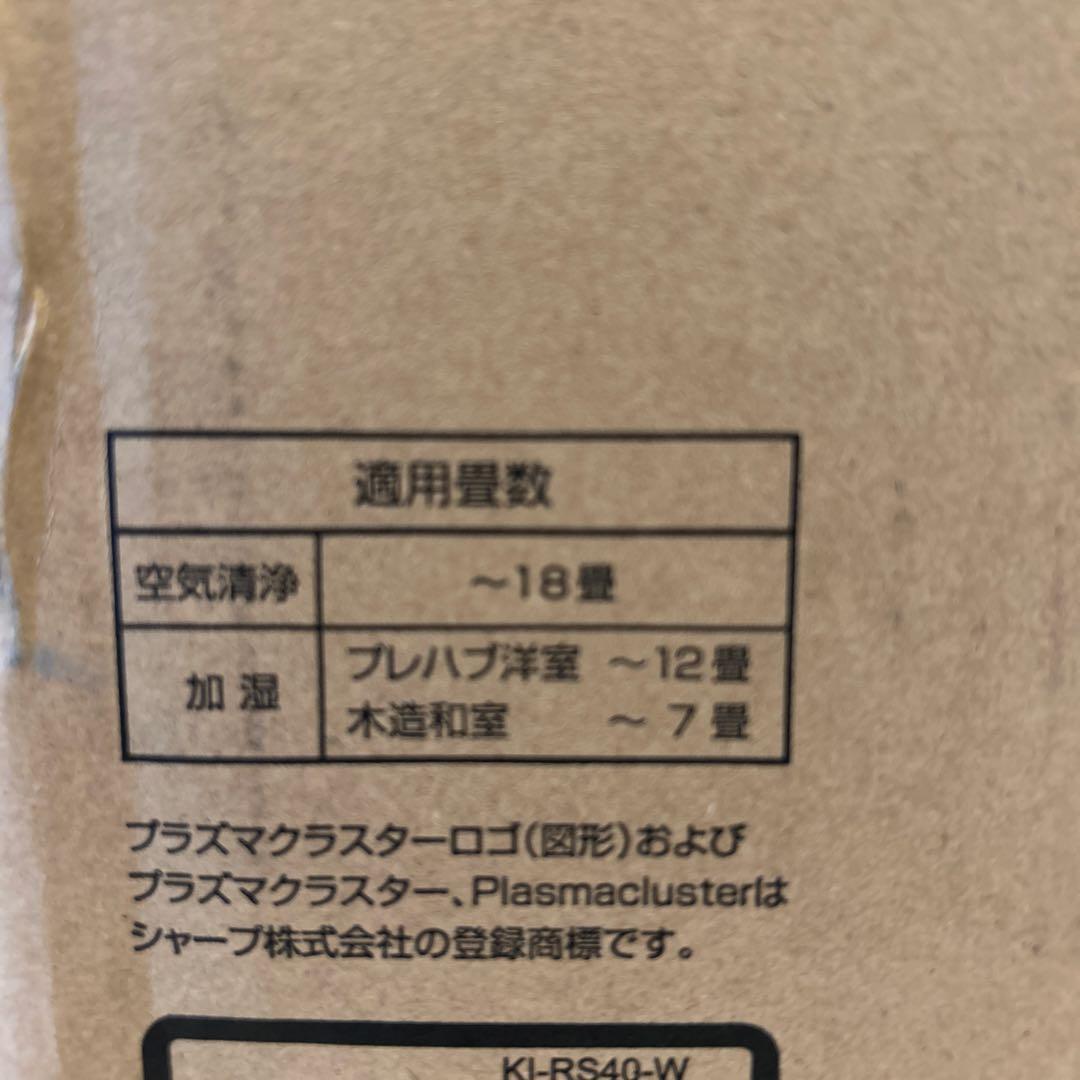 適用畳数
空気清浄 ～18畳
加湿 プレハブ洋室 ～12畳
木造和室 ～ 7畳
プラズマクラスターロゴ(図形)および
プラズマクラスター、Plasmaclusterは
シャープ株式会社の登録商標です。
KI-RS40-W